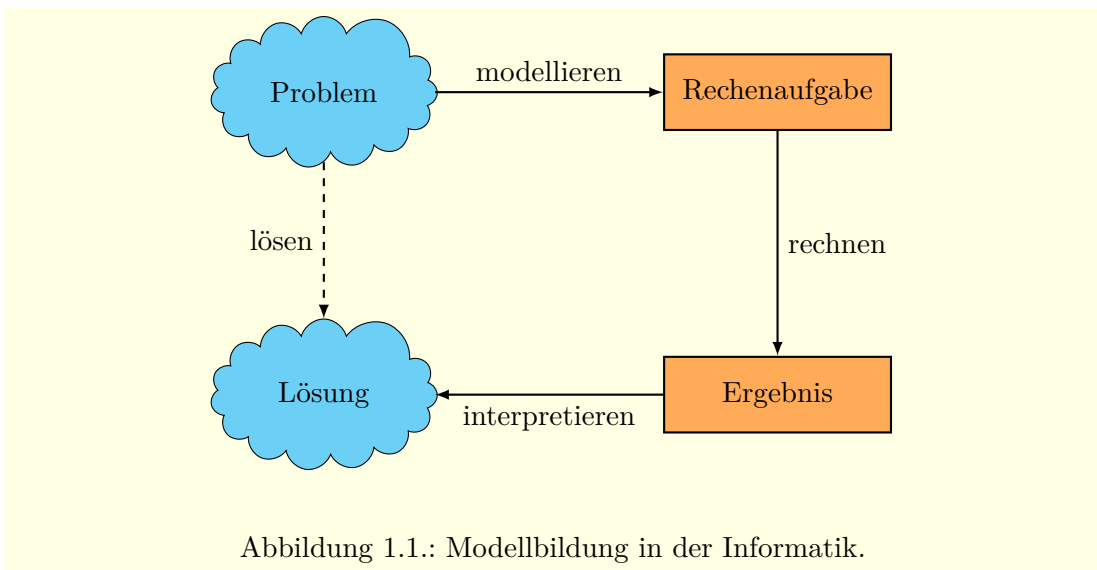 Problem
modellieren
Rechenaufgabe
lösen
rechnen
Lösung
interpretieren
Ergebnis
Abbildung 1.1.: Modellbildung in der Informatik.